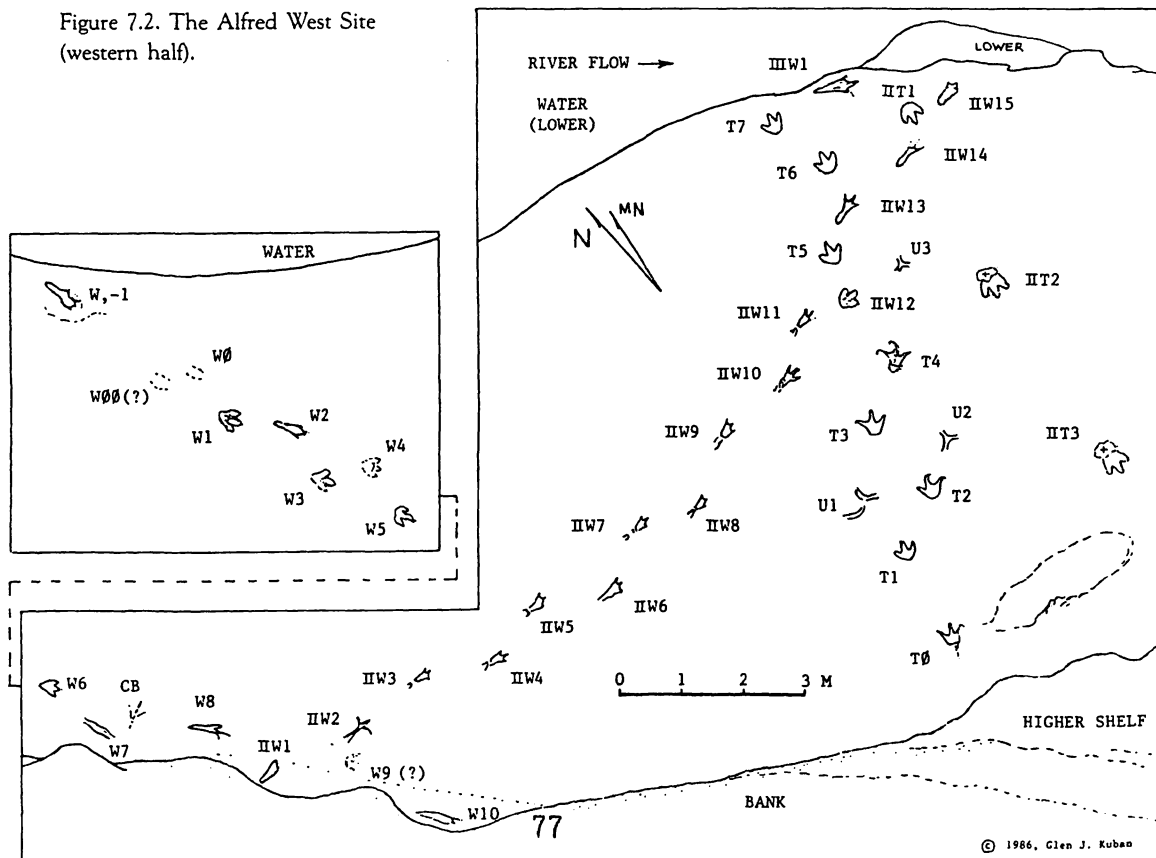 Figure 7.2. The Alfred West Site
(western half).
RIVER FLOW
WATER
(LOWER)
LOWER
IIIW1
IIT1
IIW15
T7
T6
IIW14
IIW13
MN
N
T5
U3
IIT2
IIW12
IIW11
T4
IIW10
IIW9
T3
U2
IIT3
U1
T2
IIW7
IIW8
T1
IIW6
IIW5
T0
IIW3
IIW4
0 1 2 3 M
HIGHER SHELF
BANK
WATER
W,-1
WØ
WØØ(?)
W1
W2
W4
W3
W5
W6
CB
W8
W7
IIW1
IIW2
W9 (?)
W10
77
© 1986, Glen J. Kuban